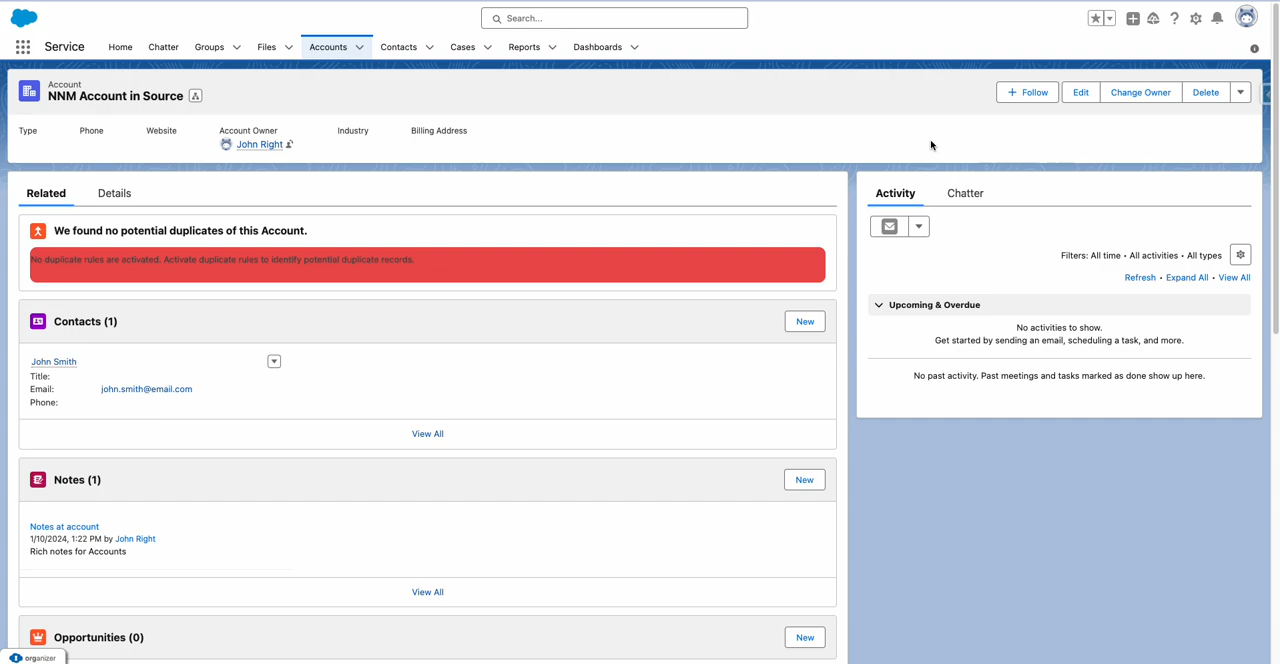 Search...
Service
Home
Chatter
Groups
Files
Accounts
Contacts
Cases
Reports
Dashboards
Account
NNM Account in Source
Follow
Edit
Change Owner
Delete
Type
Phone
Website
Account Owner
Industry
Billing Address
John Right
Related
Details
We found no potential duplicates of this Account.
No duplicate rules are activated. Activate duplicate rules to identify potential duplicate records.
Contacts (1)
New
John Smith
Title:
Email: john.smith@email.com
Phone:
View All
Notes (1)
New
Notes at account
1/10/2024, 1:22 PM by John Right
Rich notes for Accounts
View All
Opportunities (0)
New
organizer
Activity
Chatter
Filters: All time • All activities • All types
Refresh • Expand All • View All
Upcoming & Overdue
No activities to show.
Get started by sending an email, scheduling a task, and more.
No past activity. Past meetings and tasks marked as done show up here.